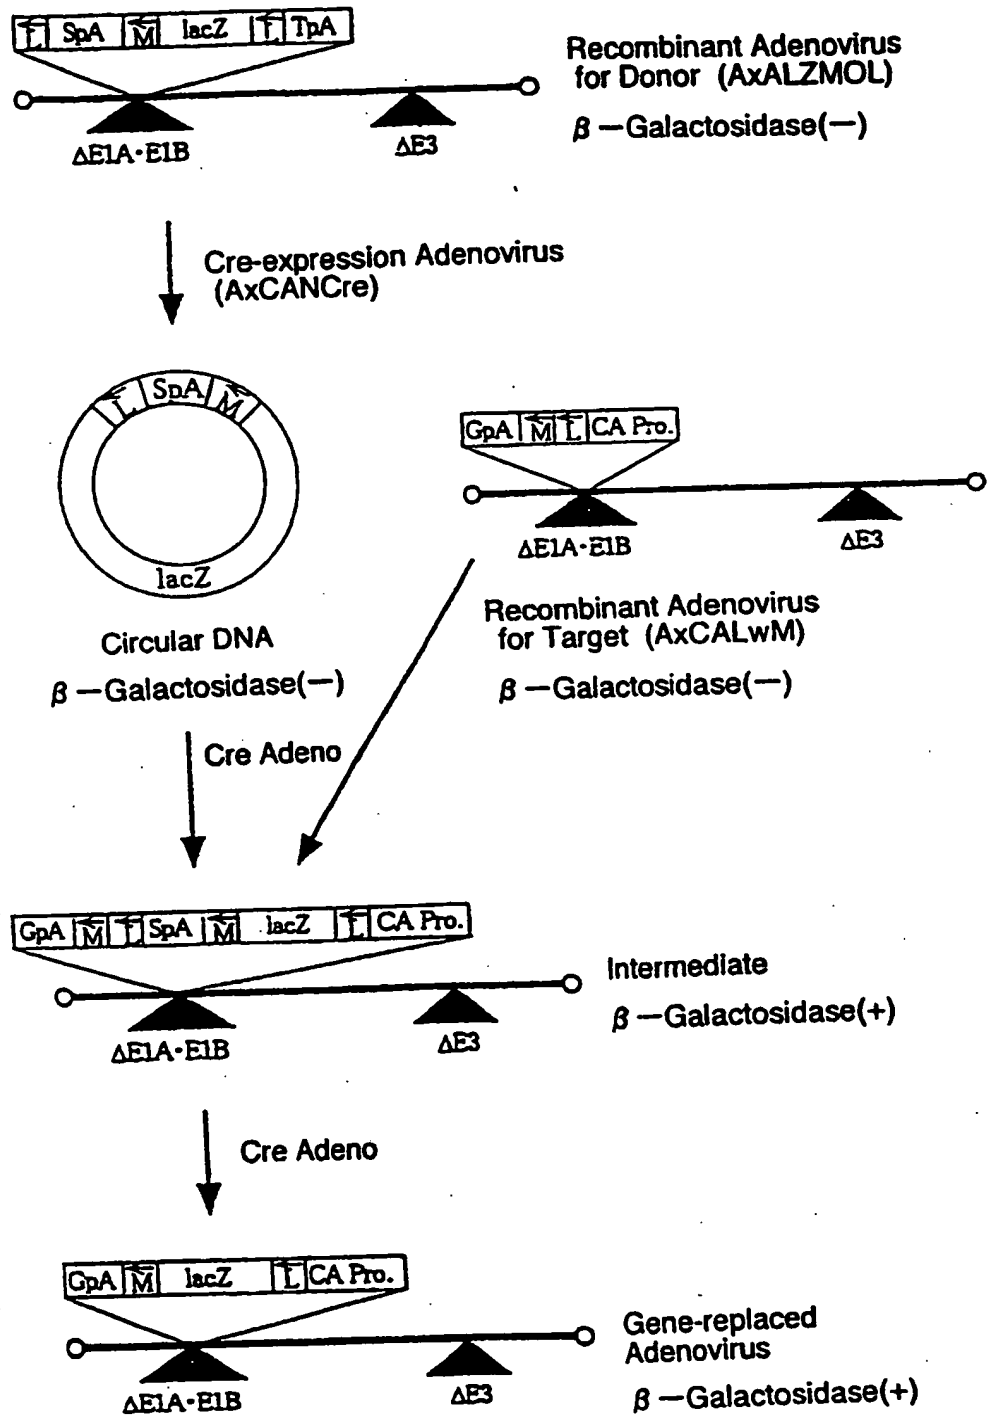 L SpA M lacZ L TpA
Recombinant Adenovirus
for Donor (AxALZMOL)
β —Galactosidase(—)
ΔE1A·E1B
ΔE3
Cre-expression Adenovirus
(AxCANCre)
L SpA M
lacZ
Circular DNA
β —Galactosidase(—)
GpA M L CA Pro.
ΔE1A·E1B
ΔE3
Recombinant Adenovirus
for Target (AxCALwM)
β —Galactosidase(—)
Cre Adeno
GpA M L SpA M lacZ L CA Pro.
Intermediate
β —Galactosidase(+)
ΔE1A·E1B
ΔE3
Cre Adeno
GpA M lacZ L CA Pro.
Gene-replaced
Adenovirus
β —Galactosidase(+)
ΔE1A·E1B
ΔE3